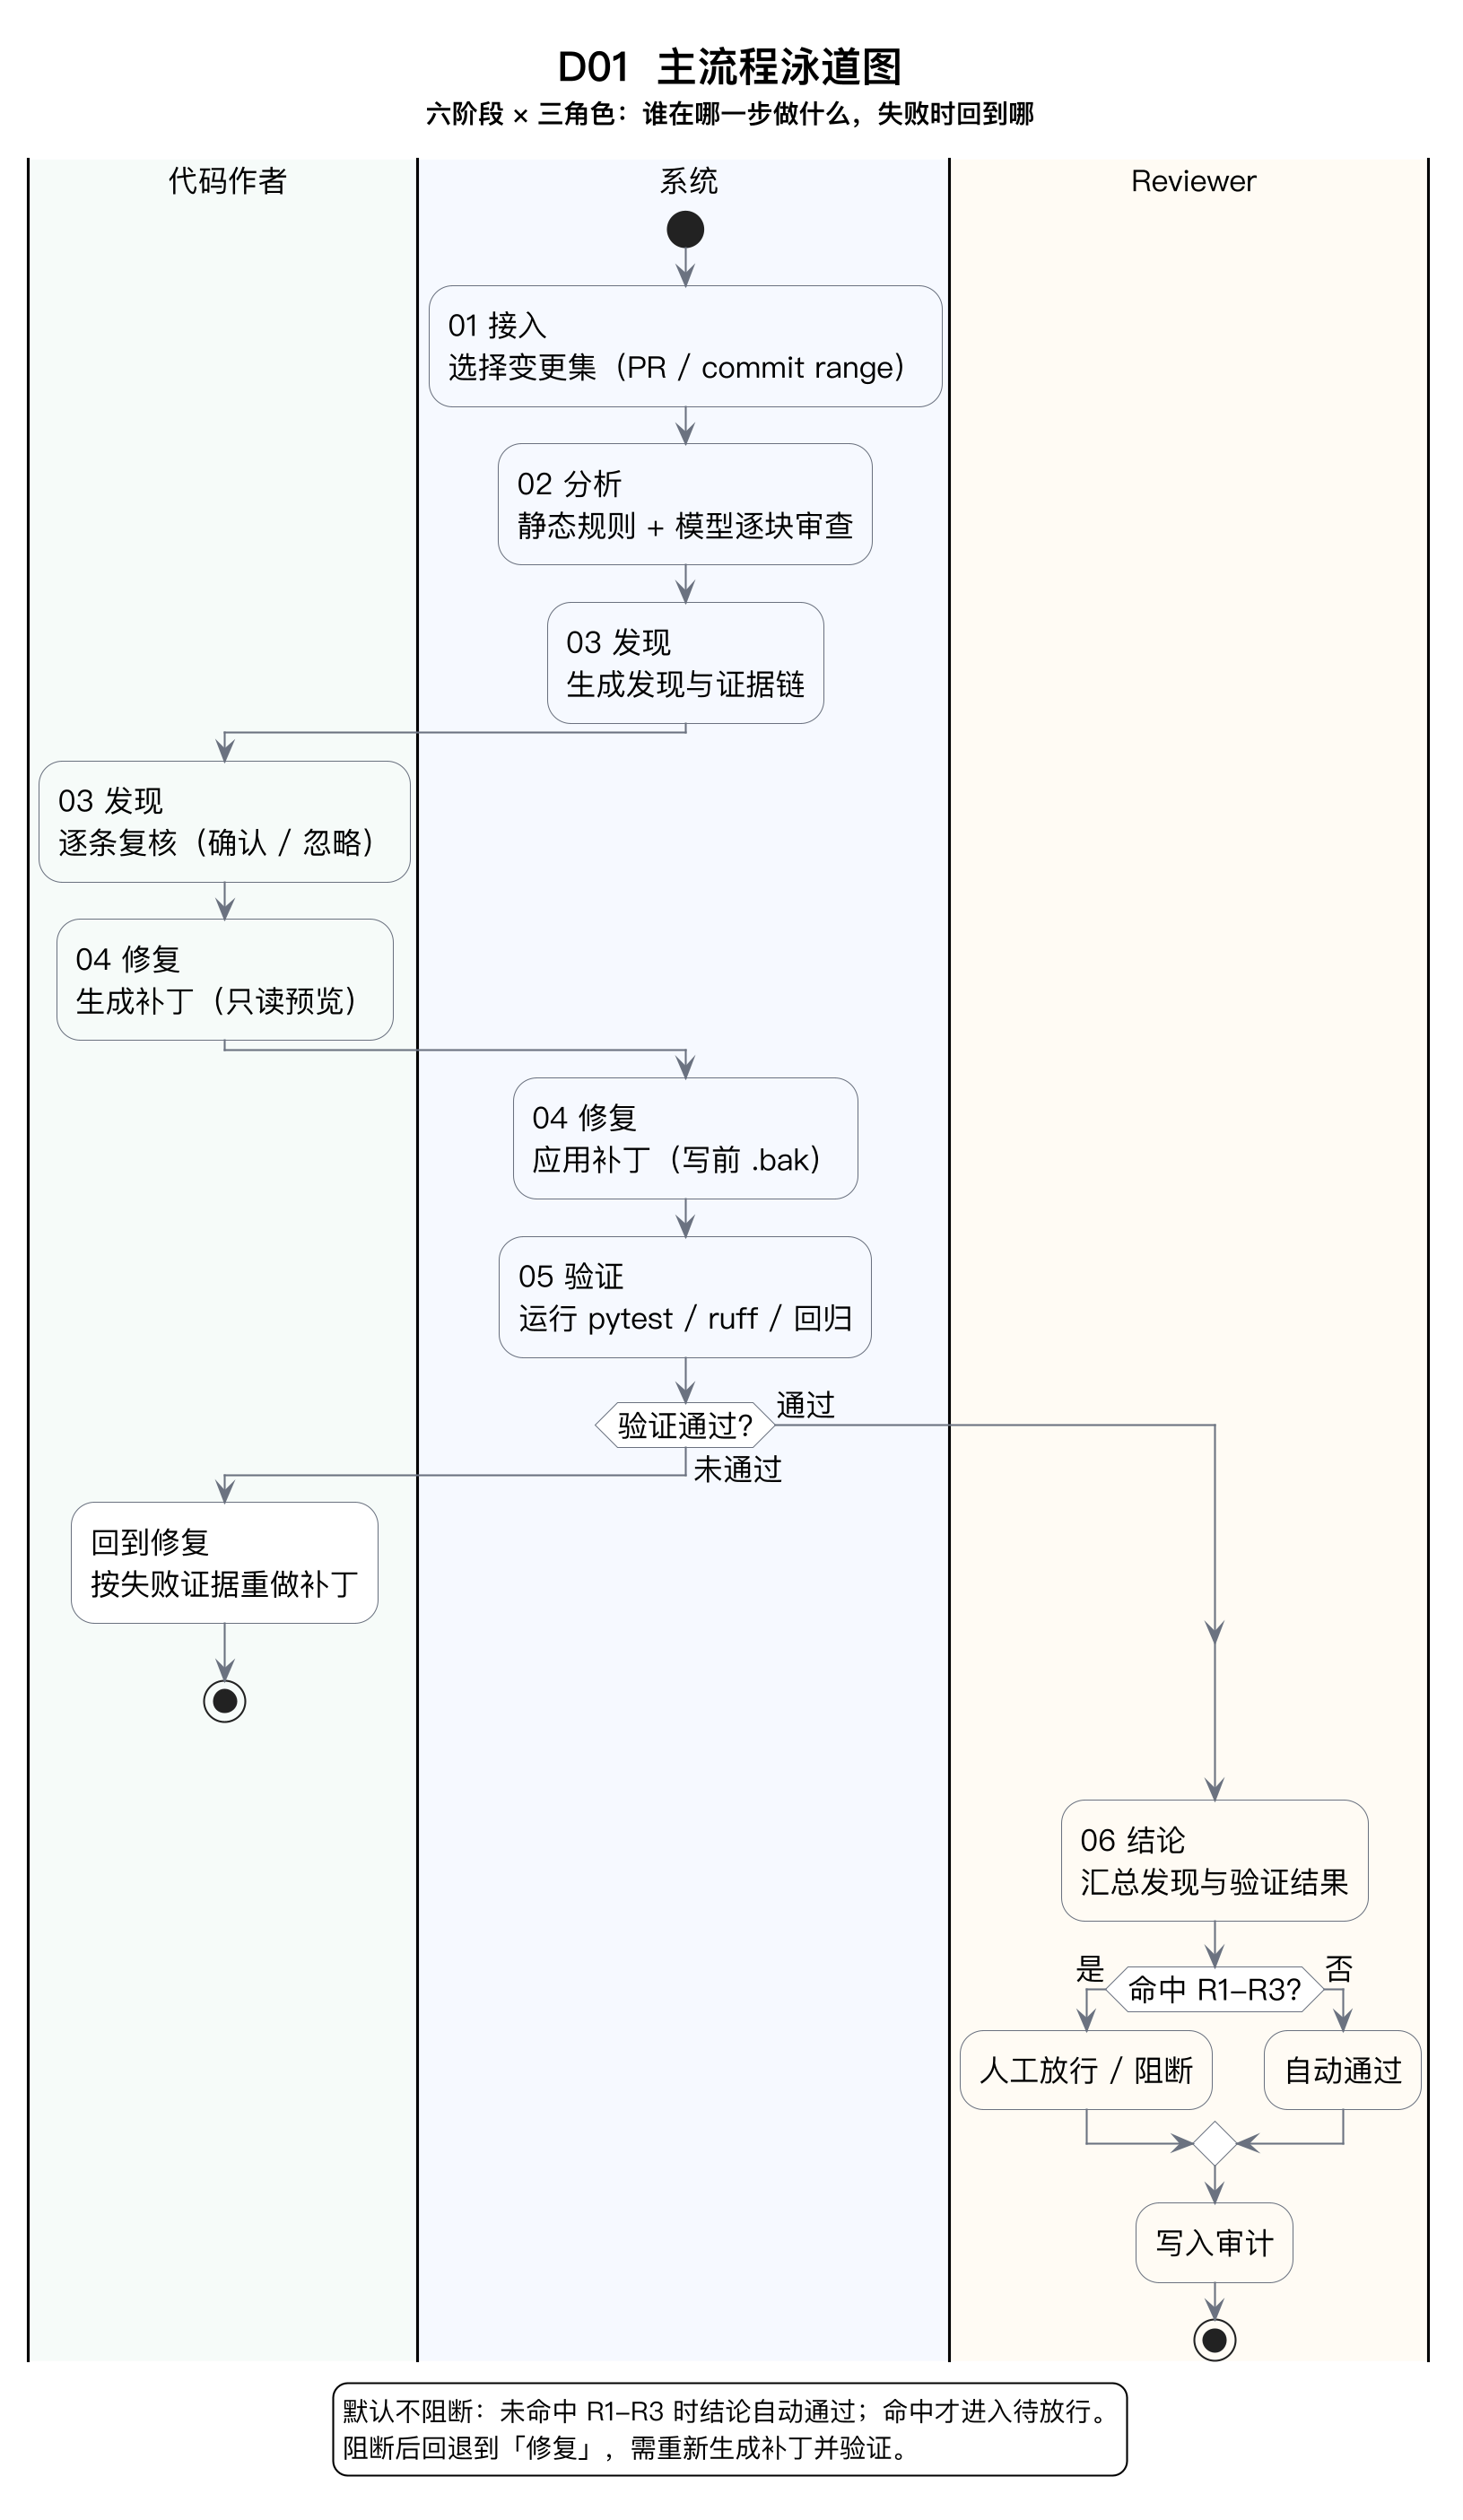 D01 主流程泳道图
六阶段 × 三角色：谁在哪一步做什么，失败时回到哪
代码作者
系统
Reviewer
01 接入
选择变更集（PR / commit range）
02 分析
静态规则 + 模型逐块审查
03 发现
生成发现与证据链
03 发现
逐条复核（确认 / 忽略）
04 修复
生成补丁（只读预览）
04 修复
应用补丁（写前 .bak）
05 验证
运行 pytest / ruff / 回归
验证通过?
通过
未通过
回到修复
按失败证据重做补丁
06 结论
汇总发现与验证结果
是
命中 R1–R3?
否
人工放行 / 阻断
自动通过
写入审计
默认不阻断：未命中 R1–R3 时结论自动通过；命中才进入待放行。
阻断后回退到「修复」，需重新生成补丁并验证。